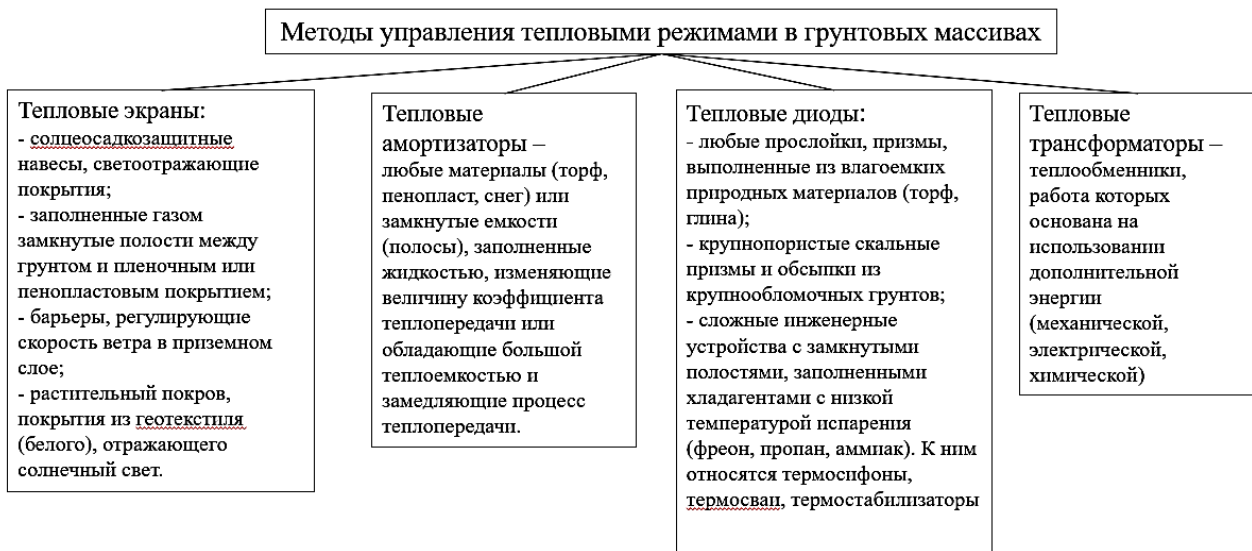 Методы управления тепловыми режимами в грунтовых массивах
Тепловые экраны:
- солцеосадкозащитные
навесы, светоотражающие
покрытия;
- заполненные газом
замкнутые полости между
грунтом и пленочным или
пенопластовым покрытием;
- барьеры, регулирующие
скорость ветра в приземном
слое;
- растительный покров,
покрытия из геотекстиля
(белого), отражающего
солнечный свет.
Тепловые
амортизаторы –
любые материалы (торф,
пенопласт, снег) или
замкнутые емкости
(полосы), заполненные
жидкостью, изменяющие
величину коэффициента
теплопередачи или
обладающие большой
теплоемкостью и
замедляющие процесс
теплопередачи.
Тепловые диоды:
- любые прослойки, призмы,
выполненные из влагоемких
природных материалов (торф,
глина);
- крупнопористые скальные
призмы и обсыпки из
крупнообломочных грунтов;
- сложные инженерные
устройства с замкнутыми
полостями, заполненными
хладагентами с низкой
температурой испарения
(фреон, пропан, аммиак). К ним
относятся термосифоны,
термосваи, термостабилизаторы
Тепловые
трансформаторы –
теплообменники,
работа которых
основана на
использовании
дополнительной
энергии
(механической,
электрической,
химической)